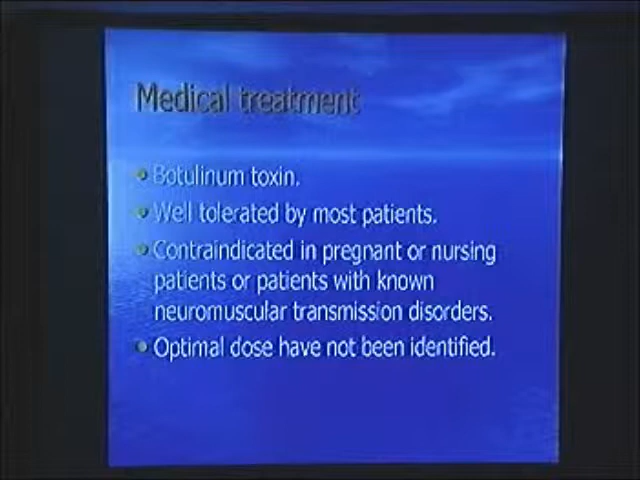 Medical treatment
Botulinum toxin.
Well tolerated by most patients.
Contraindicated in pregnant or nursing
patients or patients with known
neuromuscular transmission disorders.
Optimal dose have not been identified.